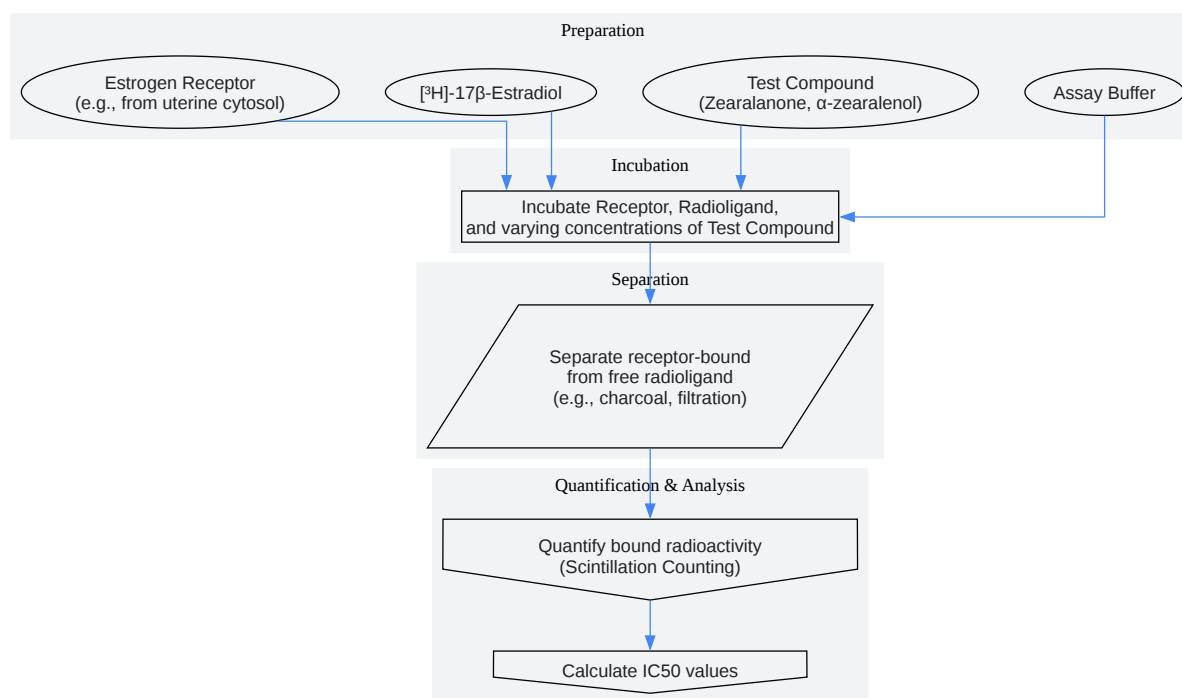 Preparation
Estrogen Receptor
(e.g., from uterine cytosol)
[³H]-17β-Estradiol
Test Compound
(Zearalanone, α-zearalenol)
Assay Buffer
Incubation
Incubate Receptor, Radioligand,
and varying concentrations of Test Compound
Separation
Separate receptor-bound
from free radioligand
(e.g., charcoal, filtration)
Quantification & Analysis
Quantify bound radioactivity
(Scintillation Counting)
Calculate IC50 values